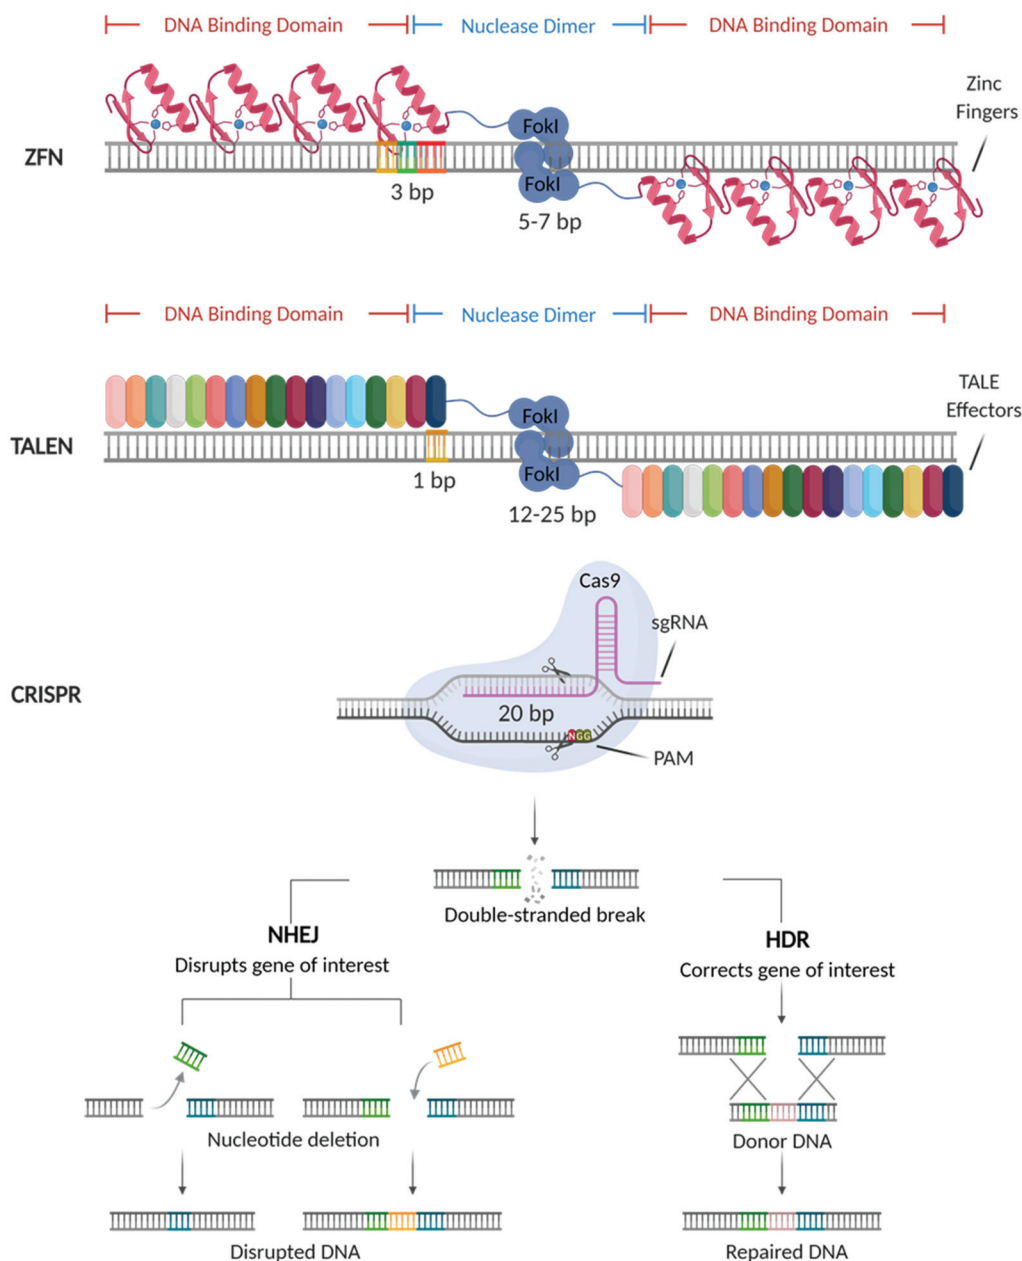 DNA Binding Domain
Nuclease Dimer
DNA Binding Domain
Zinc
Fingers
ZFN
FokI
FokI
3 bp
5-7 bp
DNA Binding Domain
Nuclease Dimer
DNA Binding Domain
TALE
Effectors
TALEN
FokI
FokI
1 bp
12-25 bp
Cas9
sgRNA
CRISPR
20 bp
NGG
PAM
Double-stranded break
NHEJ
Disrupts gene of interest
HDR
Corrects gene of interest
Nucleotide deletion
Donor DNA
Disrupted DNA
Repaired DNA